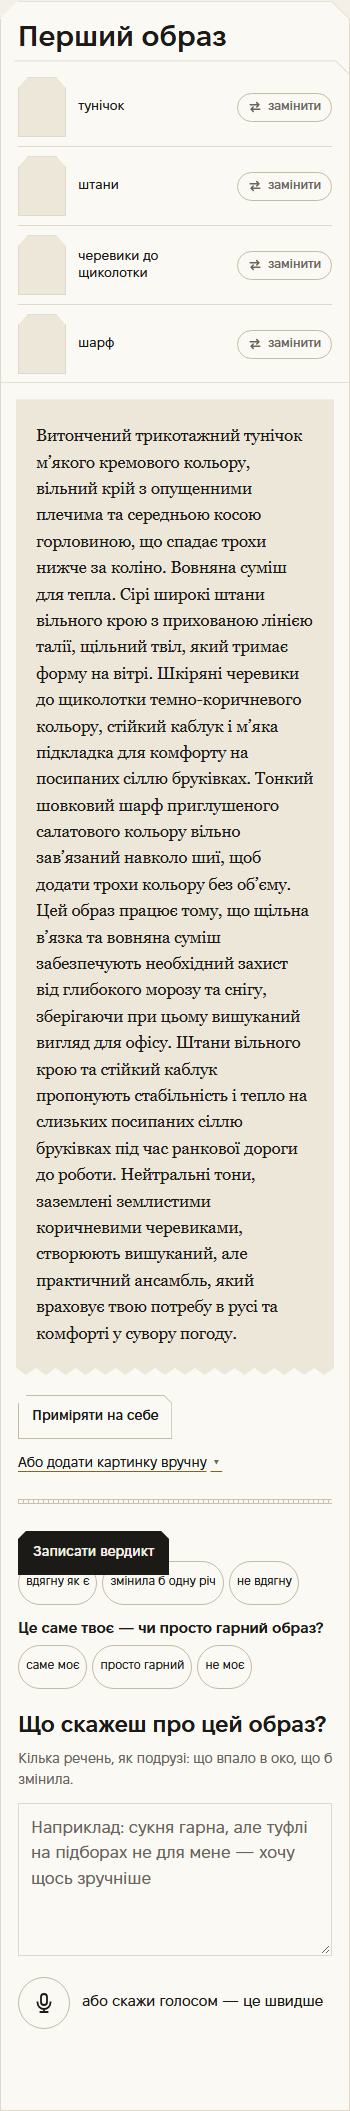 Перший образ
тунічок
замінити
штани
замінити
черевики до
щиколотки
замінити
шарф
замінити
Витончений трикотажний тунічок
м’якого кремового кольору,
вільний крій з опущенними
плечима та середньою косою
горловиною, що спадає трохи
нижче за коліно. Вовняна суміш
для тепла. Сірі широкі штани
вільного крою з прихованою лінією
талії, щільний твіл, який тримає
форму на вітрі. Шкіряні черевики
до щиколотки темно-коричневого
кольору, стійкий каблук і м’яка
підкладка для комфорту на
посипаних сіллю бруківках. Тонкий
шовковий шарф приглушеного
салатового кольору вільно
зав’язаний навколо шиї, щоб
додати трохи кольору без об’єму.
Цей образ працює тому, що щільна
в’язка та вовняна суміш
забезпечують необхідний захист
від глибокого морозу та снігу,
зберігаючи при цьому вишуканий
вигляд для офісу. Штани вільного
крою та стійкий каблук
пропонують стабільність і тепло на
слизьких посипаних сіллю
бруківках під час ранкової дороги
до роботи. Нейтральні тони,
заземлені землистими
коричневими черевиками,
створюють вишуканий, але
практичний ансамбль, який
враховує твою потребу в русі та
комфорті у сувору погоду.
Приміряти на себе
Або додати картинку вручну
Записати вердикт
вдягну як є
змінила б одну річ
не вдягну
Це саме твоє — чи просто гарний образ?
саме моє
просто гарний
не моє
Що скажеш про цей образ?
Кілька речень, як подрузі: що впало в око, що б
змінила.
Наприклад: сукня гарна, але туфлі
на підборах не для мене — хочу
щось зручніше
або скажи голосом — це швидше